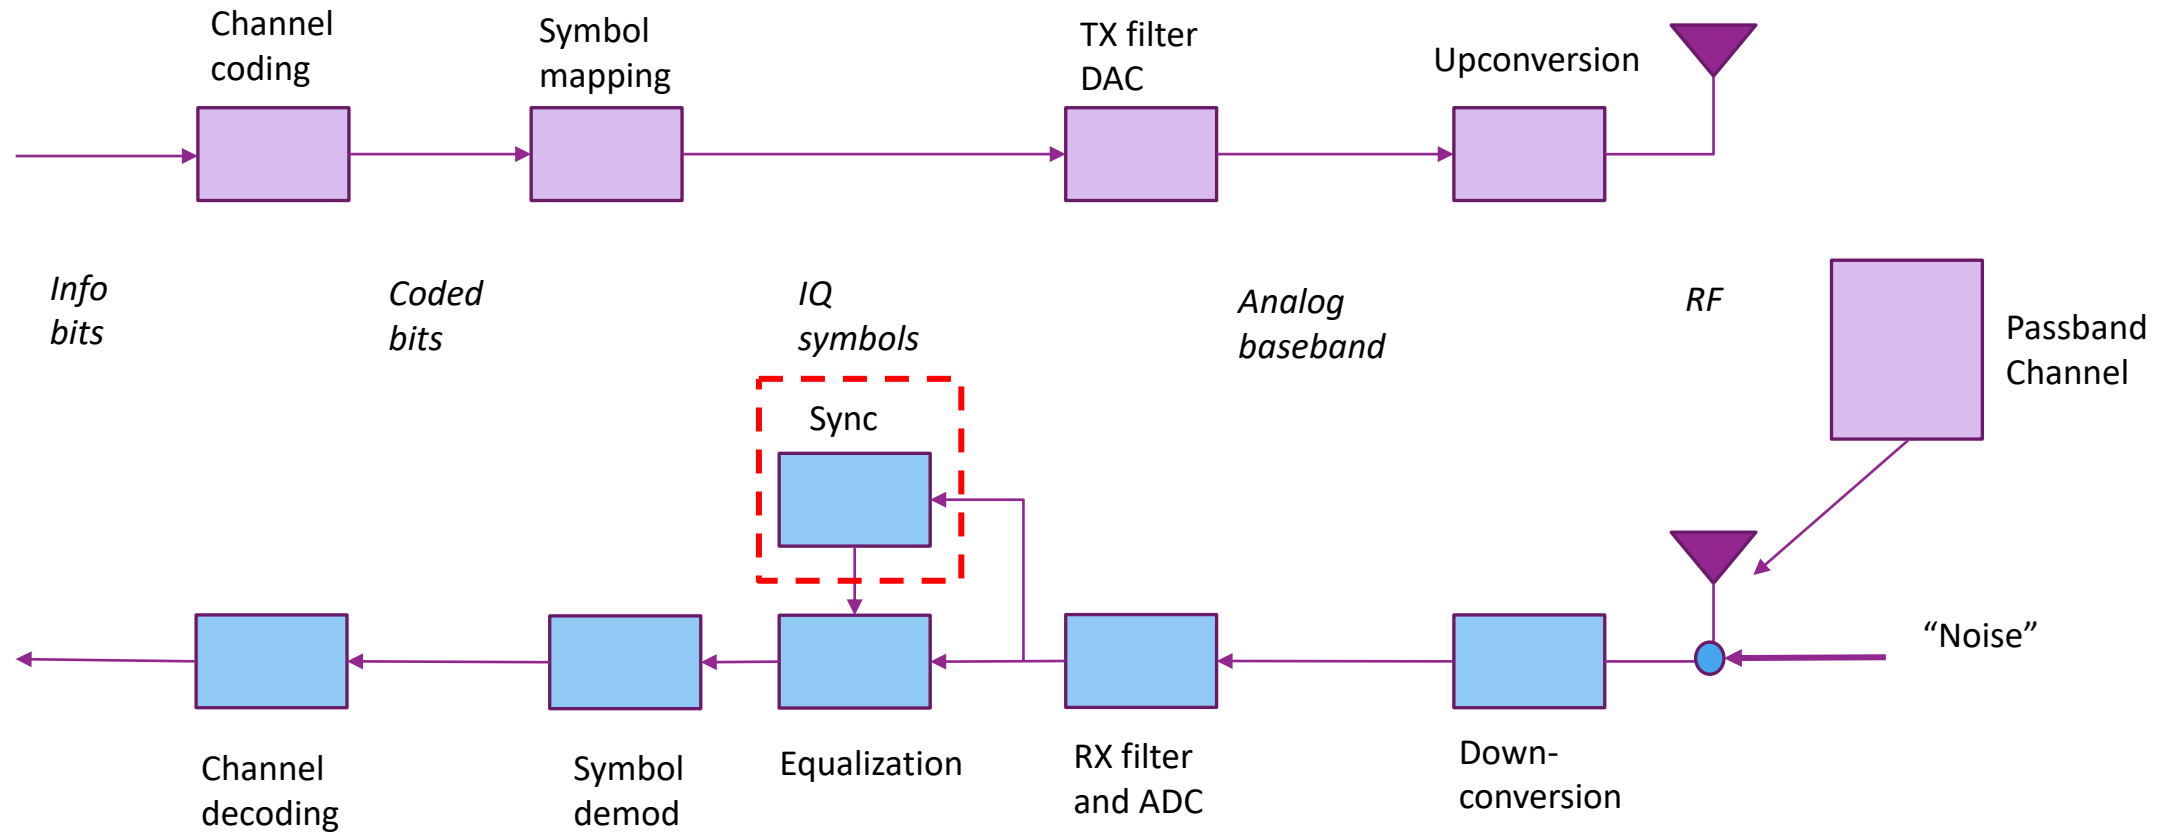 Channel
coding
Symbol
mapping
TX filter
DAC
Upconversion
Info
bits
Coded
bits
IQ
symbols
Analog
baseband
RF
Passband
Channel
Sync
"Noise"
Channel
decoding
Symbol
demod
Equalization
RX filter
and ADC
Down-
conversion